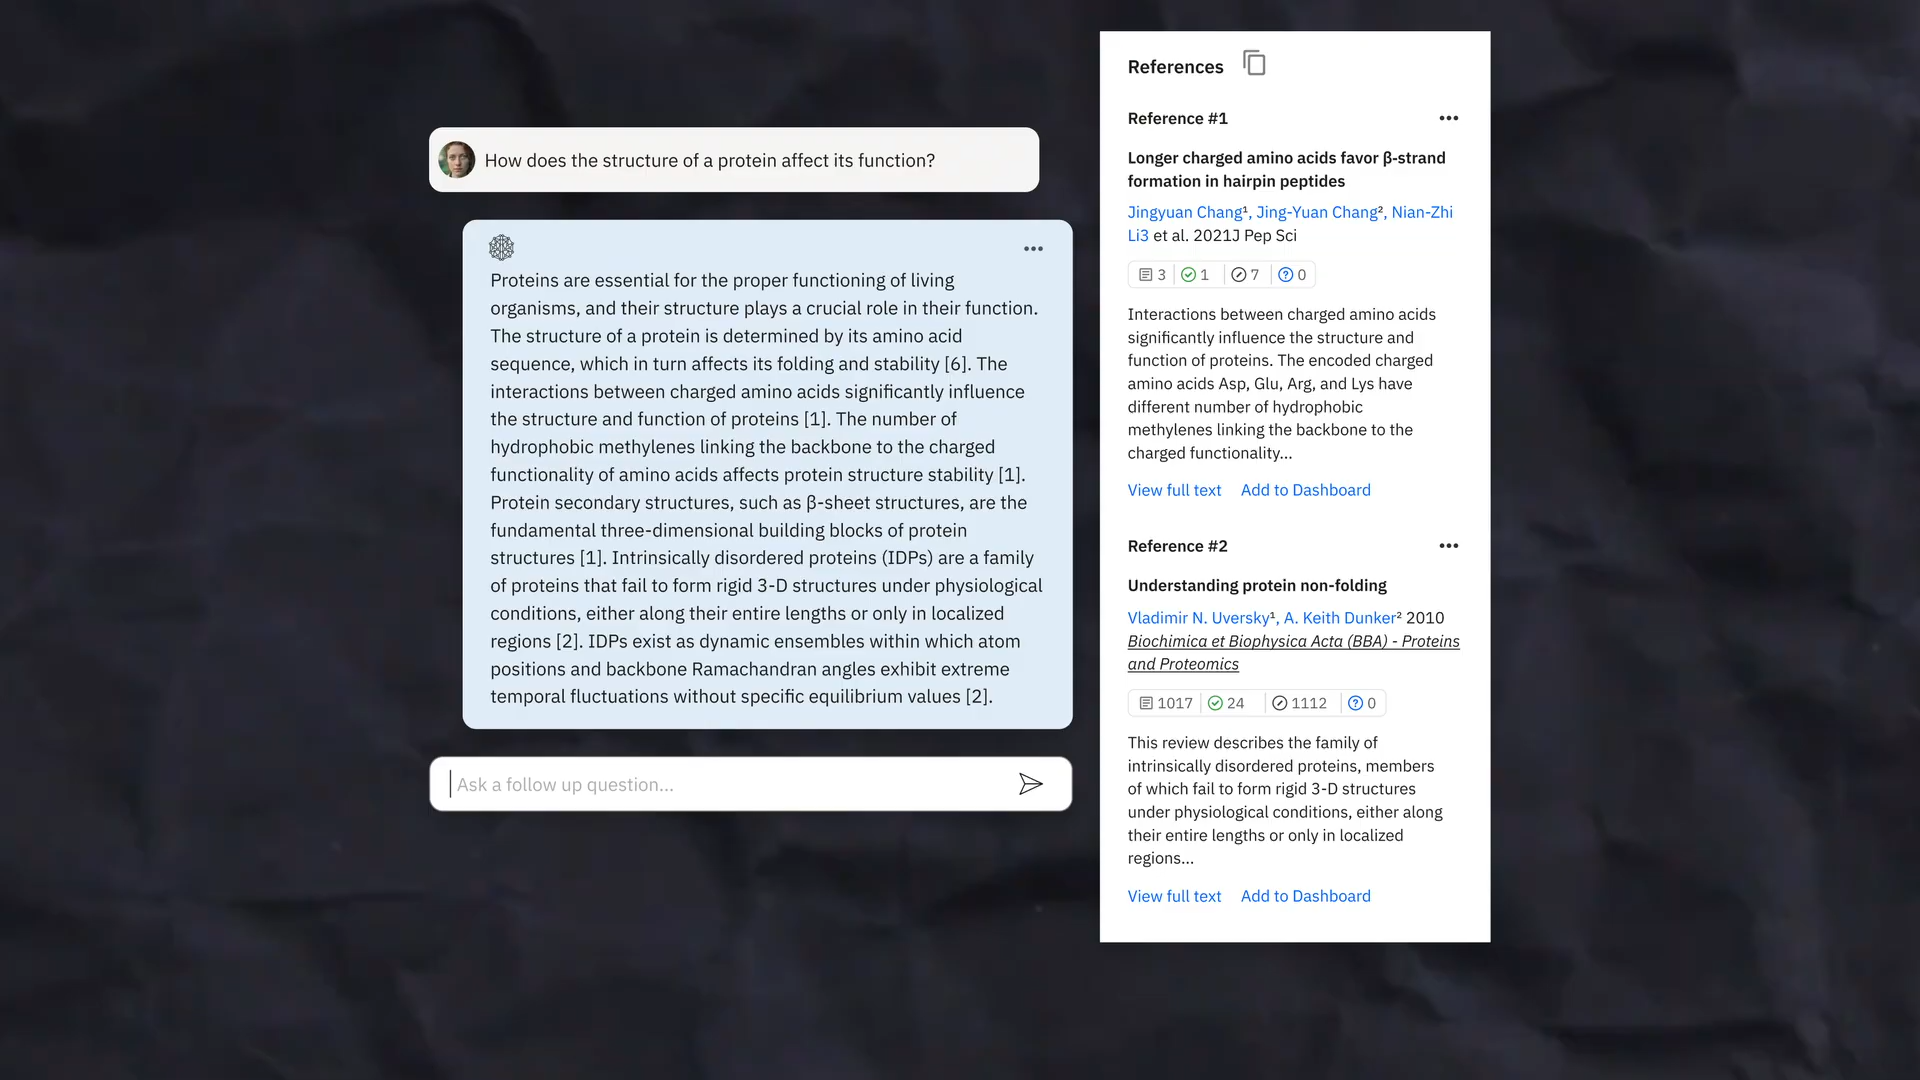 How does the structure of a protein affect its function?
Proteins are essential for the proper functioning of living
organisms, and their structure plays a crucial role in their function.
The structure of a protein is determined by its amino acid
sequence, which in turn affects its folding and stability [6]. The
interactions between charged amino acids significantly influence
the structure and function of proteins [1]. The number of
hydrophobic methylenes linking the backbone to the charged
functionality of amino acids affects protein structure stability [1].
Protein secondary structures, such as β-sheet structures, are the
fundamental three-dimensional building blocks of protein
structures [1]. Intrinsically disordered proteins (IDPs) are a family
of proteins that fail to form rigid 3-D structures under physiological
conditions, either along their entire lengths or only in localized
regions [2]. IDPs exist as dynamic ensembles within which atom
positions and backbone Ramachandran angles exhibit extreme
temporal fluctuations without specific equilibrium values [2].
Ask a follow up question...
References
Reference #1
Longer charged amino acids favor β-strand
formation in hairpin peptides
Jingyuan Chang¹, Jing-Yuan Chang², Nian-Zhi
Li3 et al. 2021J Pep Sci
3 1 7 0
Interactions between charged amino acids
significantly influence the structure and
function of proteins. The encoded charged
amino acids Asp, Glu, Arg, and Lys have
different number of hydrophobic
methylenes linking the backbone to the
charged functionality...
View full text Add to Dashboard
Reference #2
Understanding protein non-folding
Vladimir N. Uversky¹, A. Keith Dunker² 2010
Biochimica et Biophysica Acta (BBA) - Proteins
and Proteomics
1017 24 1112 0
This review describes the family of
intrinsically disordered proteins, members
of which fail to form rigid 3-D structures
under physiological conditions, either along
their entire lengths or only in localized
regions...
View full text Add to Dashboard